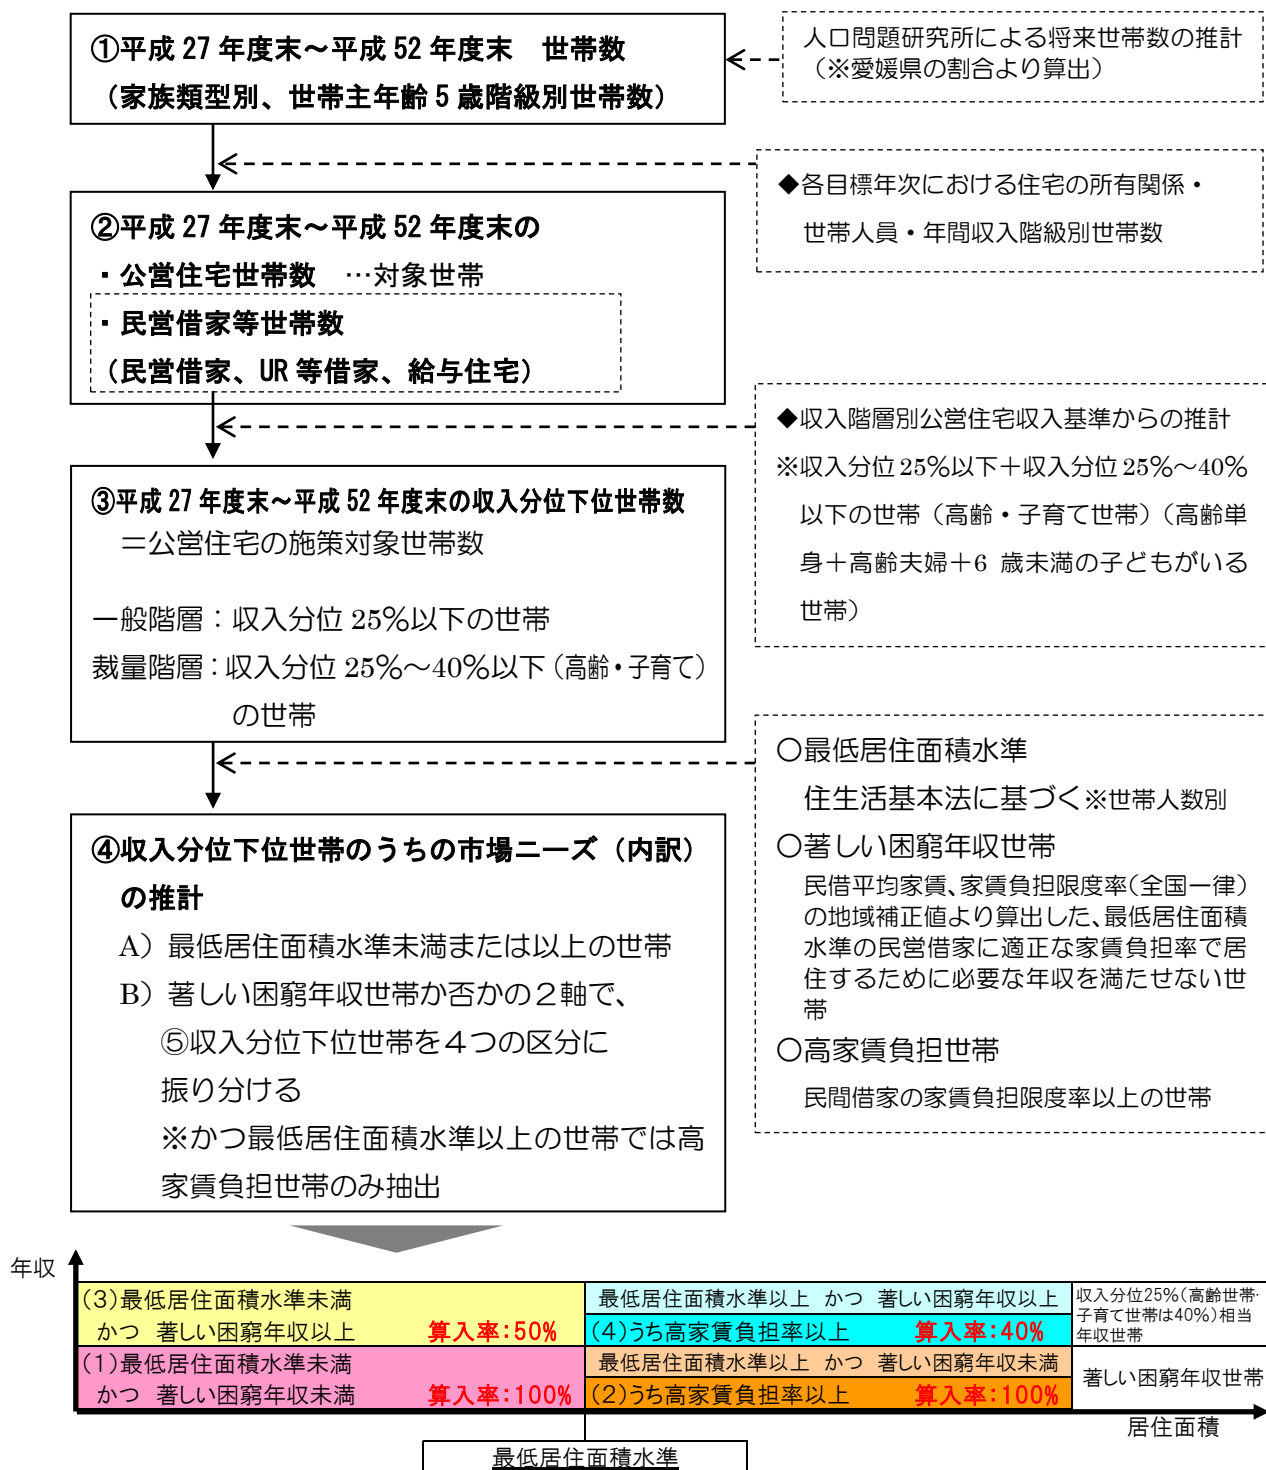 ①平成 27 年度末～平成 52 年度末　世帯数
（家族類型別、世帯主年齢 5 歳階級別世帯数）
人口問題研究所による将来世帯数の推計
（※愛媛県の割合より算出）
◆各目標年次における住宅の所有関係・
世帯人員・年間収入階級別世帯数
②平成 27 年度末～平成 52 年度末の
・公営住宅世帯数　…対象世帯
・民営借家等世帯数
（民営借家、UR 等借家、給与住宅）
◆収入階層別公営住宅収入基準からの推計
※収入分位 25%以下＋収入分位 25%～40%
以下の世帯（高齢・子育て世帯）（高齢単
身＋高齢夫婦＋6 歳未満の子どもがいる
世帯）
③平成 27 年度末～平成 52 年度末の収入分位下位世帯数
＝公営住宅の施策対象世帯数
一般階層：収入分位 25%以下の世帯
裁量階層：収入分位 25%～40%以下（高齢・子育て）
の世帯
〇最低居住面積水準
住生活基本法に基づく※世帯人数別
〇著しい困窮年収世帯
民借平均家賃、家賃負担限度率（全国一律）
の地域補正値より算出した、最低居住面積
水準の民営借家に適正な家賃負担率で居
住するために必要な年収を満たせない世
帯
〇高家賃負担世帯
民間借家の家賃負担限度率以上の世帯
④収入分位下位世帯のうちの市場ニーズ（内訳）
の推計
A）最低居住面積水準未満または以上の世帯
B）著しい困窮年収世帯か否かの２軸で、
⑤収入分位下位世帯を４つの区分に
振り分ける
※かつ最低居住面積水準以上の世帯では高
家賃負担世帯のみ抽出
年収
(3)最低居住面積水準未満
かつ　著しい困窮年収以上　算入率：50%
最低居住面積水準以上　かつ　著しい困窮年収以上
(4)うち高家賃負担率以上　算入率：40%
収入分位25%（高齢世帯・
子育て世帯は40%）相当
年収世帯
(1)最低居住面積水準未満
かつ　著しい困窮年収未満　算入率：100%
最低居住面積水準以上　かつ　著しい困窮年収未満
(2)うち高家賃負担率以上　算入率：100%
著しい困窮年収世帯
居住面積
最低居住面積水準